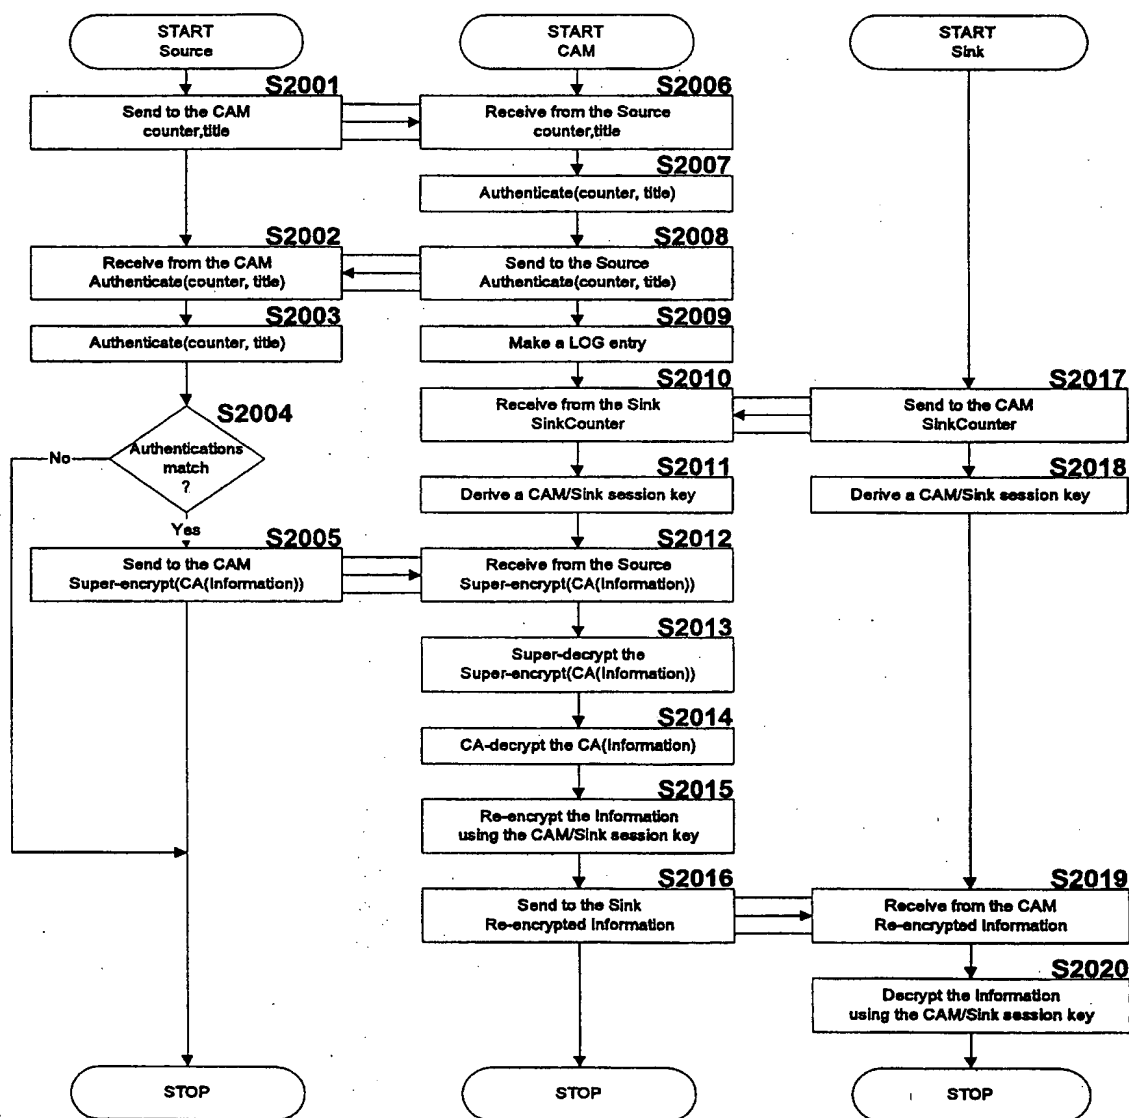 START
Source
S2001
Send to the CAM
counter,title
S2002
Receive from the CAM
Authenticate(counter, title)
S2003
Authenticate(counter, title)
S2004
Authentications
match
?
No
Yes
S2005
Send to the CAM
Super-encrypt(CA(Information))
STOP
START
CAM
S2006
Receive from the Source
counter,title
S2007
Authenticate(counter, title)
S2008
Send to the Source
Authenticate(counter, title)
S2009
Make a LOG entry
S2010
Receive from the Sink
SinkCounter
S2011
Derive a CAM/Sink session key
S2012
Receive from the Source
Super-encrypt(CA(Information))
S2013
Super-decrypt the
Super-encrypt(CA(Information))
S2014
CA-decrypt the CA(Information)
S2015
Re-encrypt the Information
using the CAM/Sink session key
S2016
Send to the Sink
Re-encrypted Information
STOP
START
Sink
S2017
Send to the CAM
SinkCounter
S2018
Derive a CAM/Sink session key
S2019
Receive from the CAM
Re-encrypted Information
S2020
Decrypt the Information
using the CAM/Sink session key
STOP